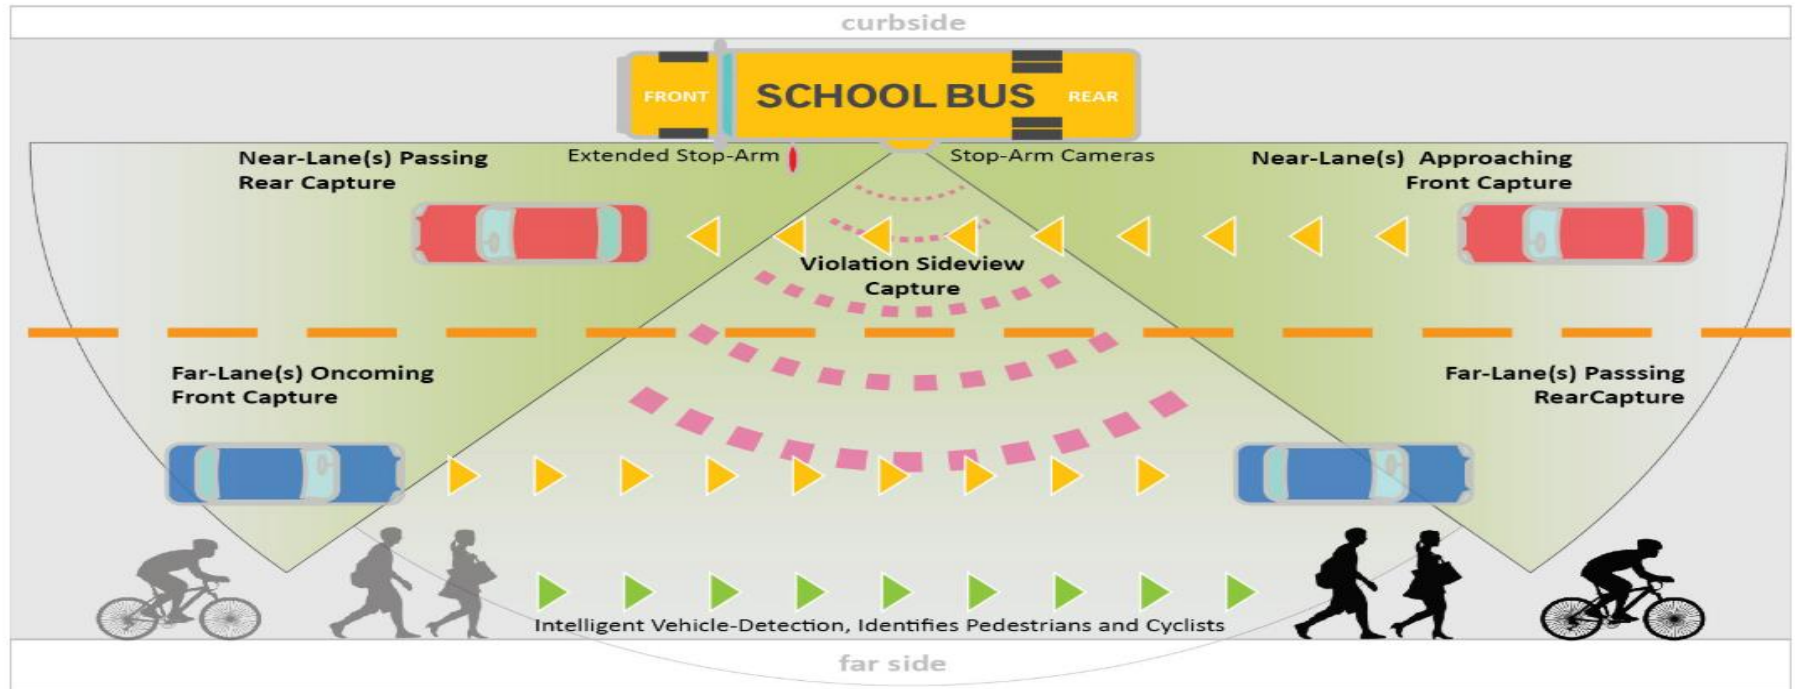 curbside
FRONT SCHOOL BUS REAR
Near-Lane(s) Passing
Rear Capture
Extended Stop-Arm
Stop-Arm Cameras
Near-Lane(s) Approaching
Front Capture
Violation Sideview
Capture
Far-Lane(s) Oncoming
Front Capture
Far-Lane(s) Passsing
RearCapture
Intelligent Vehicle-Detection, Identifies Pedestrians and Cyclists
far side